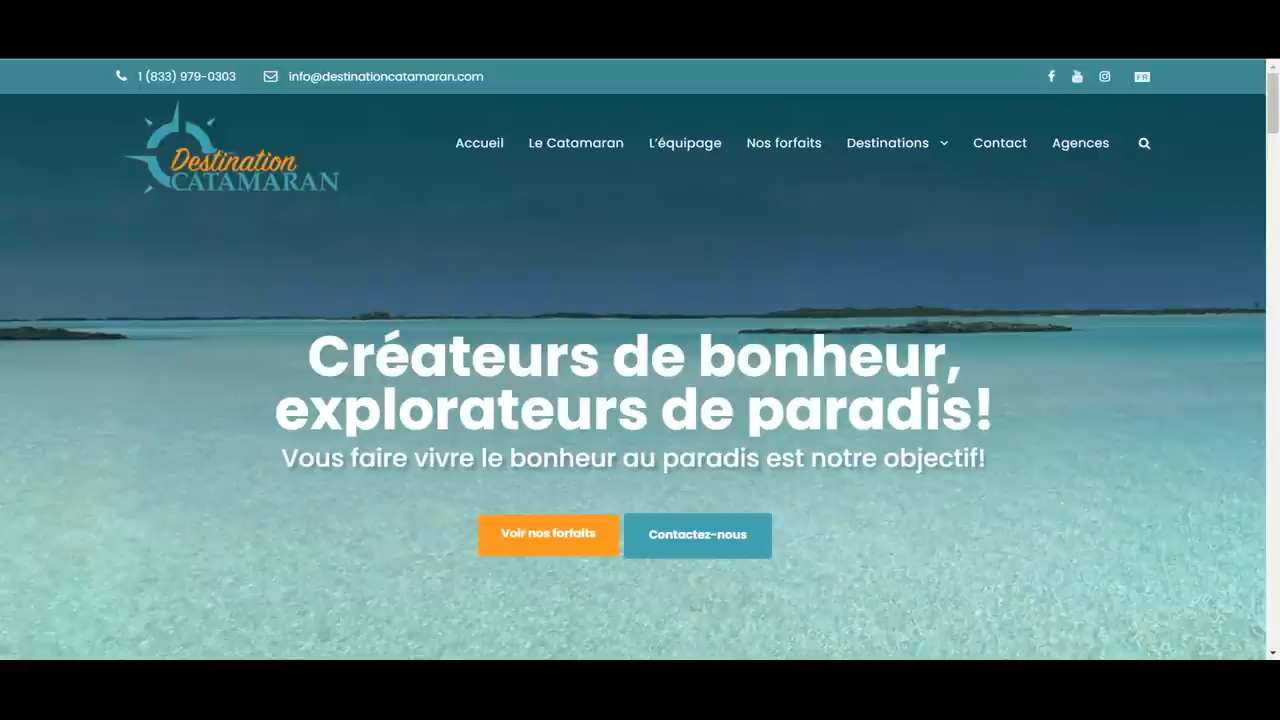 1 (833) 979-0303 info@destinationcatamaran.com FR
Destination
CATAMARAN
Accueil Le Catamaran L'équipage Nos forfaits Destinations Contact Agences
Créateurs de bonheur,
explorateurs de paradis!
Vous faire vivre le bonheur au paradis est notre objectif!
Voir nos forfaits Contactez-nous